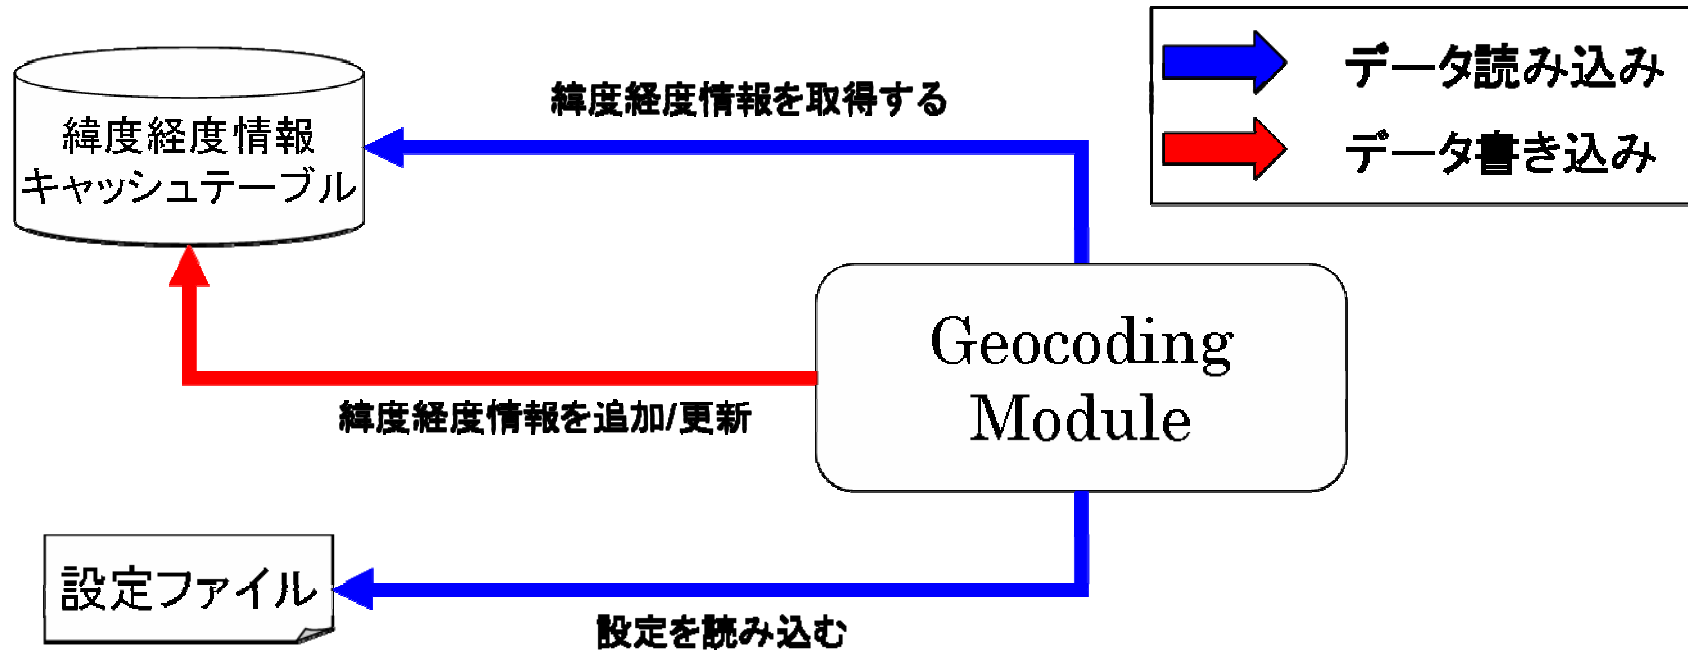 データ読み込み
データ書き込み
緯度経度情報を取得する
緯度経度情報
キャッシュテーブル
Geocoding
Module
緯度経度情報を追加/更新
設定ファイル
設定を読み込む